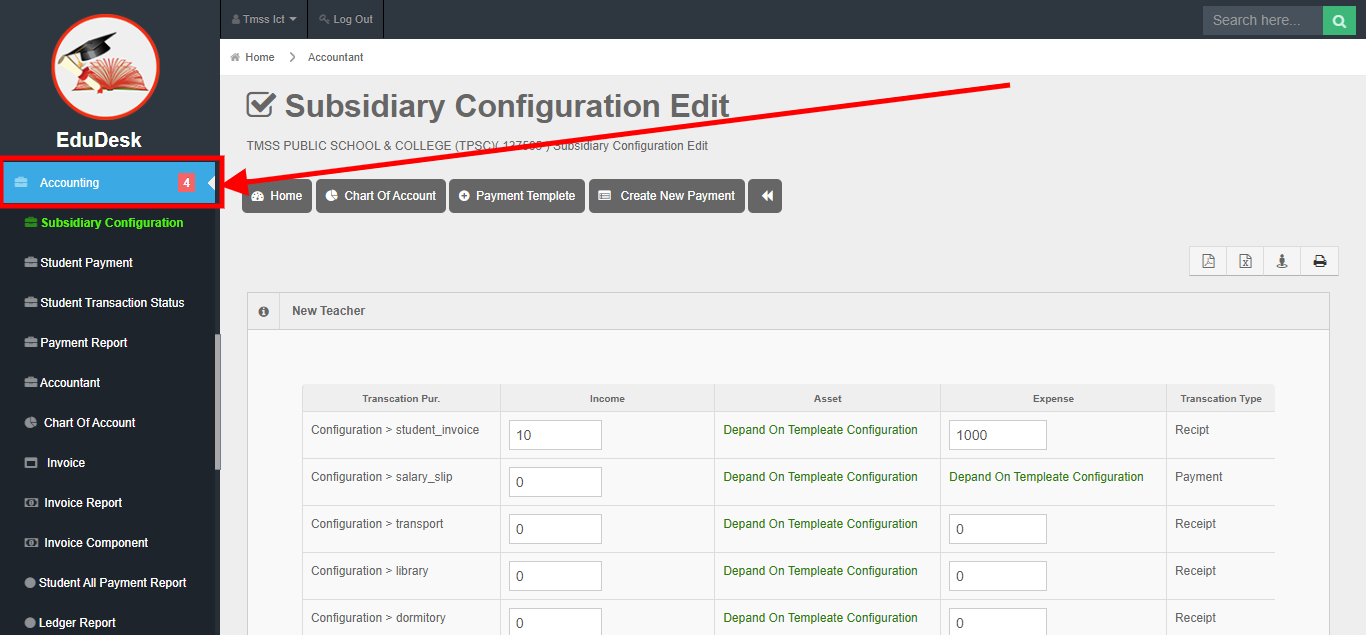 Tmss Ict
Log Out
Search here...
EduDesk
Home
Accountant
Subsidiary Configuration Edit
TMSS PUBLIC SCHOOL & COLLEGE (TPSC)( ) Subsidiary Configuration Edit
Accounting 4
Home
Chart Of Account
Payment Templete
Create New Payment
Subsidiary Configuration
Student Payment
Student Transaction Status
Payment Report
Accountant
Chart Of Account
Invoice
Invoice Report
Invoice Component
Student All Payment Report
Ledger Report
New Teacher
Transcation Pur. Income Asset Expense Transcation Type
Configuration > student_invoice 10 Depand On Templeate Configuration 1000 Recipt
Configuration > salary_slip 0 Depand On Templeate Configuration Depand On Templeate Configuration Payment
Configuration > transport 0 Depand On Templeate Configuration 0 Receipt
Configuration > library 0 Depand On Templeate Configuration 0 Receipt
Configuration > dormitory 0 Depand On Templeate Configuration 0 Receipt